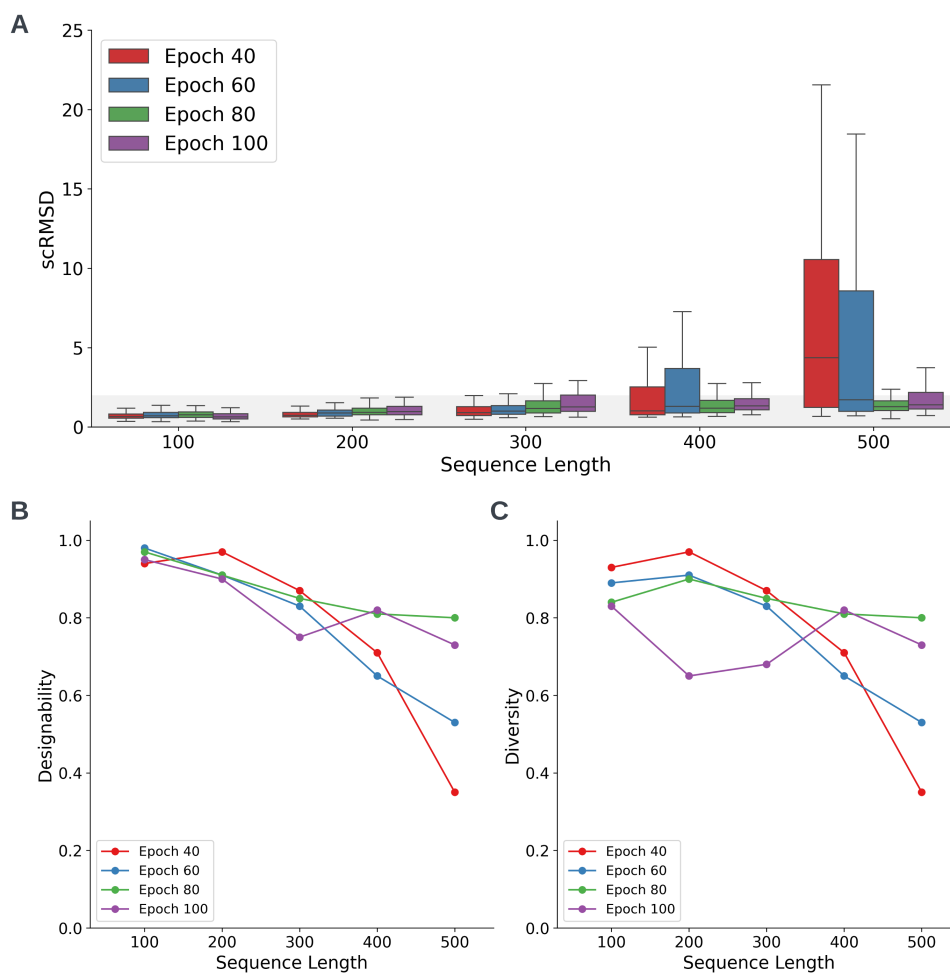 A
25
20
15
10
5
0
scRMSD
Epoch 40
Epoch 60
Epoch 80
Epoch 100
100 200 300 400 500
Sequence Length
B
1.0
0.8
0.6
0.4
0.2
0.0
Designability
Epoch 40
Epoch 60
Epoch 80
Epoch 100
100 200 300 400 500
Sequence Length
C
1.0
0.8
0.6
0.4
0.2
0.0
Diversity
Epoch 40
Epoch 60
Epoch 80
Epoch 100
100 200 300 400 500
Sequence Length